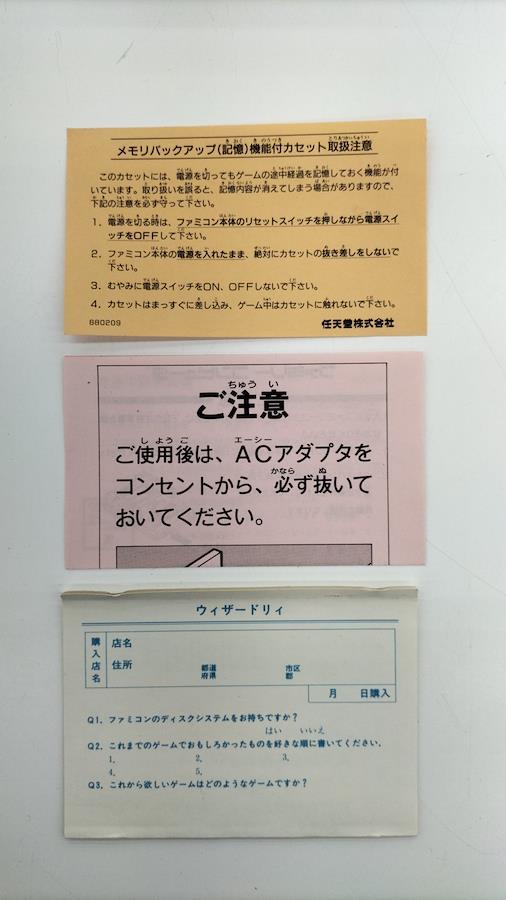 メモリバックアップ(記憶)機能付カセット取扱注意
このカセットには、電源を切ってもゲームの途中経過を記憶しておく機能が付
いています。取り扱いを誤ると、記憶内容が消えてしまう場合がありますので、
下記の注意を必ず守って下さい。
1. 電源を切る時は、ファミコン本体のリセットスイッチを押しながら電源スイ
ッチをOFFして下さい。
2. ファミコン本体の電源を入れたまま、絶対にカセットの抜き差しをしないで
下さい。
3. むやみに電源スイッチをON、OFFしないで下さい。
4. カセットはまっすぐに差し込み、ゲーム中はカセットに触れないで下さい。
880209
任天堂株式会社
ご注意
ご使用後は、ACアダプタを
コンセントから、必ず抜いて
おいてください。
ウィザードリィ
購入店名
店名
住所
都道府県
市区郡
月 日購入
Q1. ファミコンのディスクシステムをお持ちですか?
はい いいえ
Q2. これまでのゲームでおもしろかったものを好きな順に書いてください.
1. 2. 3.
4. 5.
Q3. これから欲しいゲームはどのようなゲームですか?